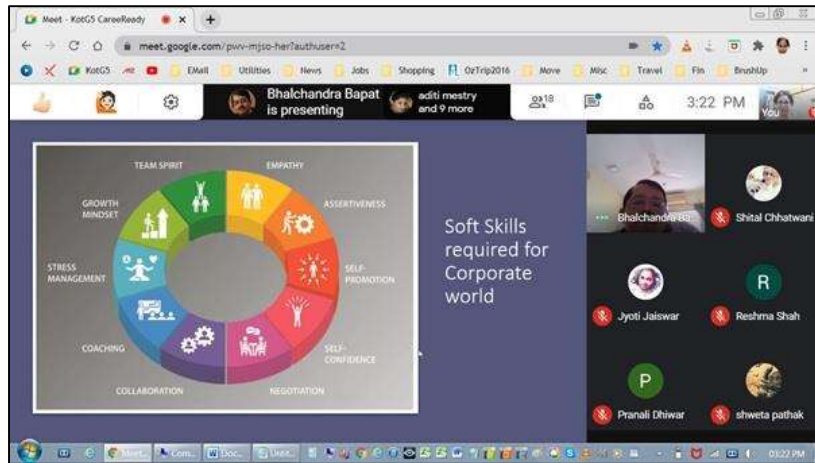 Meet - KotG5 CareeReady
meet.google.com/pwv-mjso-her?authuser=2
KotG5
EMail
Utilities
News
Jobs
Shopping
OzTrip2016
Move
Misc
Travel
Fin
BrushUp
Bhalchandra Bapat
is presenting
aditi mestry
and 9 more
18
3:22 PM
You
TEAM SPIRIT
EMPATHY
GROWTH
MINDSET
ASSERTIVENESS
STRESS
MANAGEMENT
SELF-
PROMOTION
COACHING
SELF-
CONFIDENCE
COLLABORATION
NEGOTIATION
Soft Skills
required for
Corporate
world
Bhalchandra Ba...
Shital Chhatwani
Jyoti Jaiswar
R
Reshma Shah
P
Pranali Dhiwar
shweta pathak
03:22 PM